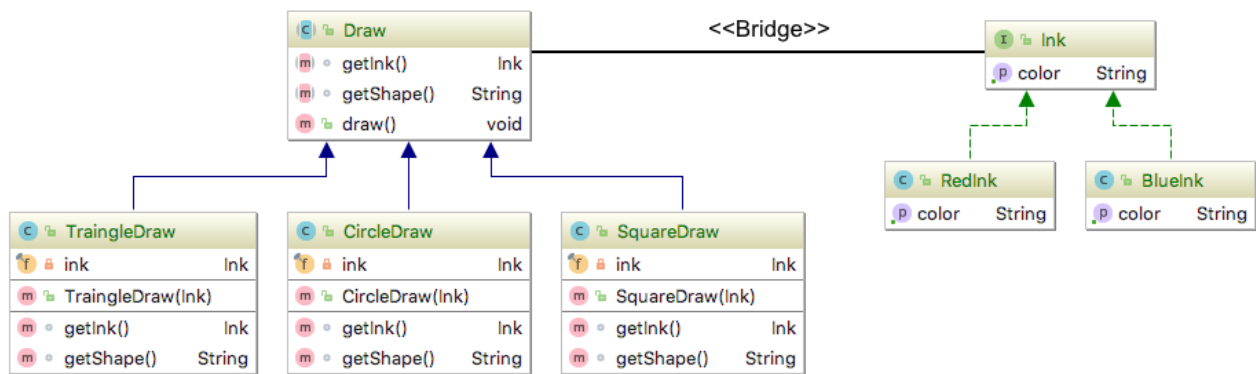 Draw
getInk() Ink
getShape() String
draw() void
<<Bridge>>
Ink
color String
RedInk
color String
BlueInk
color String
TraingleDraw
ink Ink
TraingleDraw(Ink)
getInk() Ink
getShape() String
CircleDraw
ink Ink
CircleDraw(Ink)
getInk() Ink
getShape() String
SquareDraw
ink Ink
SquareDraw(Ink)
getInk() Ink
getShape() String